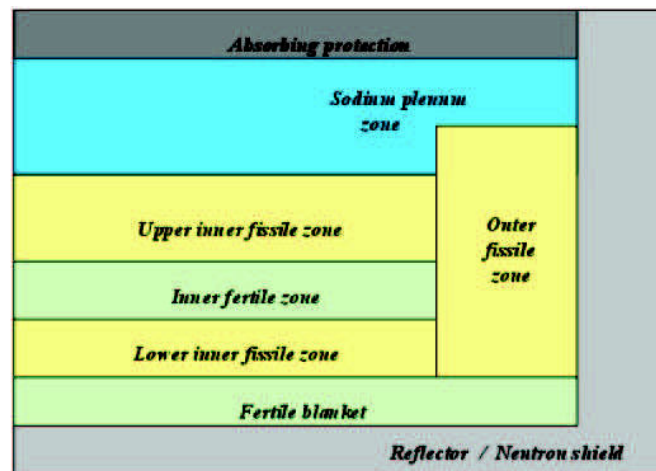 Absorbing protection
Sodium plenum
zone
Upper inner fissile zone
Outer
fissile
zone
Inner fertile zone
Lower inner fissile zone
Fertile blanket
Reflector / Neutron shield